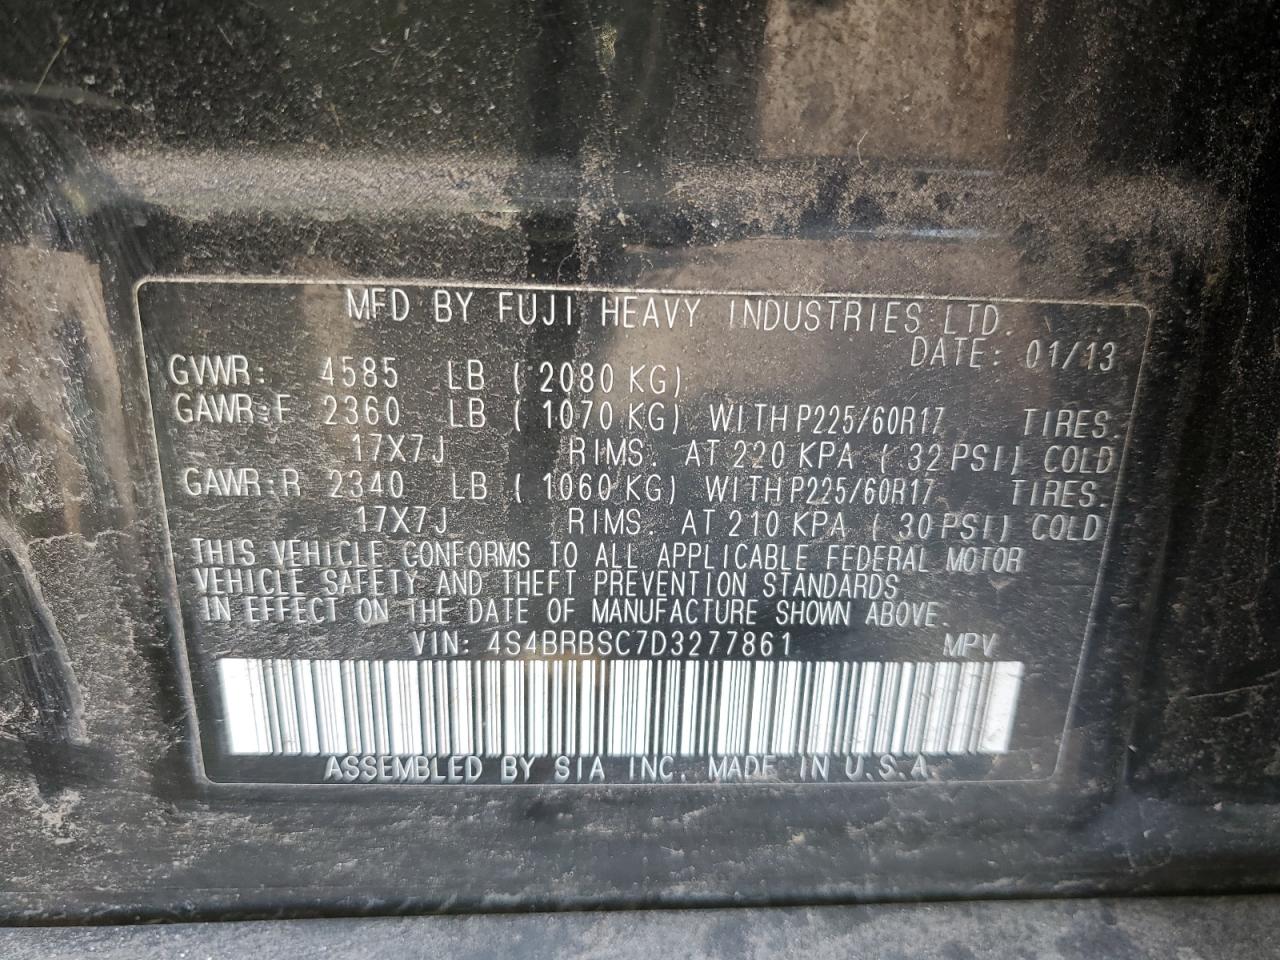 MFD BY FUJI HEAVY INDUSTRIES LTD.
DATE: 01/13
GVWR: 4585 LB ( 2080 KG)
GAWR:F 2360 LB ( 1070 KG) WITH P225/60R17 TIRES.
17X7J RIMS. AT 220 KPA ( 32 PSI) COLD
GAWR:R 2340 LB ( 1060 KG) WITH P225/60R17 TIRES.
17X7J RIMS. AT 210 KPA ( 30 PSI) COLD
THIS VEHICLE CONFORMS TO ALL APPLICABLE FEDERAL MOTOR
VEHICLE SAFETY AND THEFT PREVENTION STANDARDS
IN EFFECT ON THE DATE OF MANUFACTURE SHOWN ABOVE.
VIN: 4S4BRBSC7D3277861 MPV
ASSEMBLED BY SIA INC. MADE IN U.S.A.